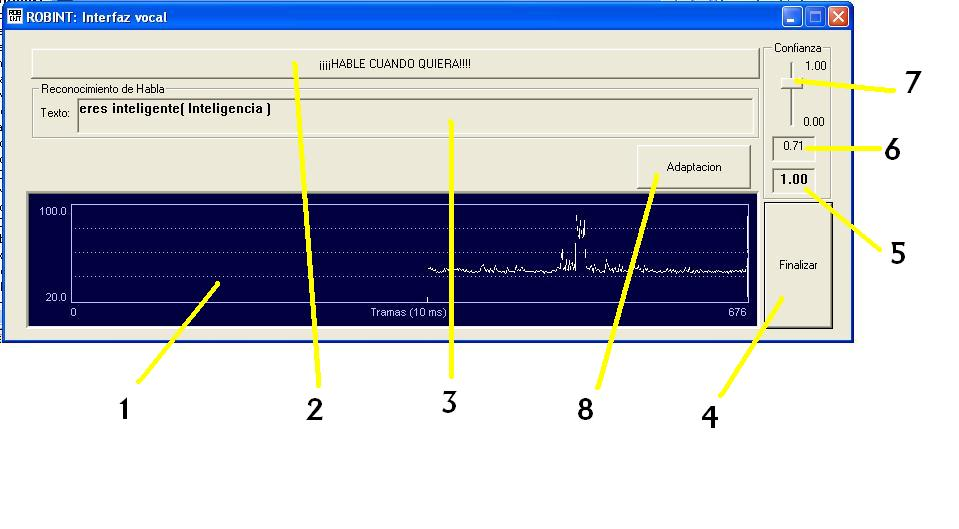 ROBINT: Interfaz vocal
¡¡¡¡HABLE CUANDO QUIERA!!!!
Confianza
1.00
0.00
0.71
1.00
Reconocimiento de Habla
Texto: eres inteligente( Inteligencia )
Adaptacion
100.0
20.0
0
Tramas (10 ms)
676
Finalizar
7
6
5
1
2
3
8
4